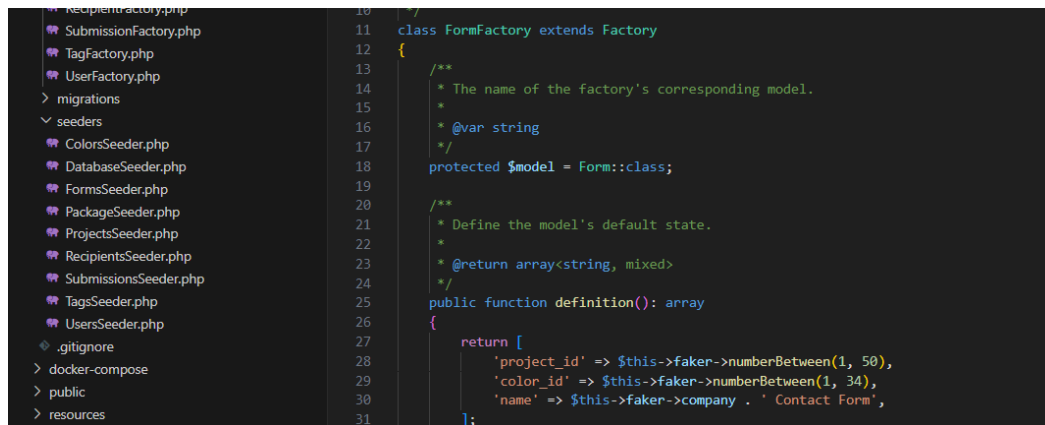 RecipientFactory.php
SubmissionFactory.php
TagFactory.php
UserFactory.php
migrations
seeders
ColorsSeeder.php
DatabaseSeeder.php
FormsSeeder.php
PackageSeeder.php
ProjectsSeeder.php
RecipientsSeeder.php
SubmissionsSeeder.php
TagsSeeder.php
UsersSeeder.php
.gitignore
docker-compose
public
resources
10 */
11 class FormFactory extends Factory
12 {
13 /**
14 * The name of the factory's corresponding model.
15 *
16 * @var string
17 */
18 protected $model = Form::class;
19
20 /**
21 * Define the model's default state.
22 *
23 * @return array<string, mixed>
24 */
25 public function definition(): array
26 {
27 return [
28 'project_id' => $this->faker->numberBetween(1, 50),
29 'color_id' => $this->faker->numberBetween(1, 34),
30 'name' => $this->faker->company . ' Contact Form',
31 ];